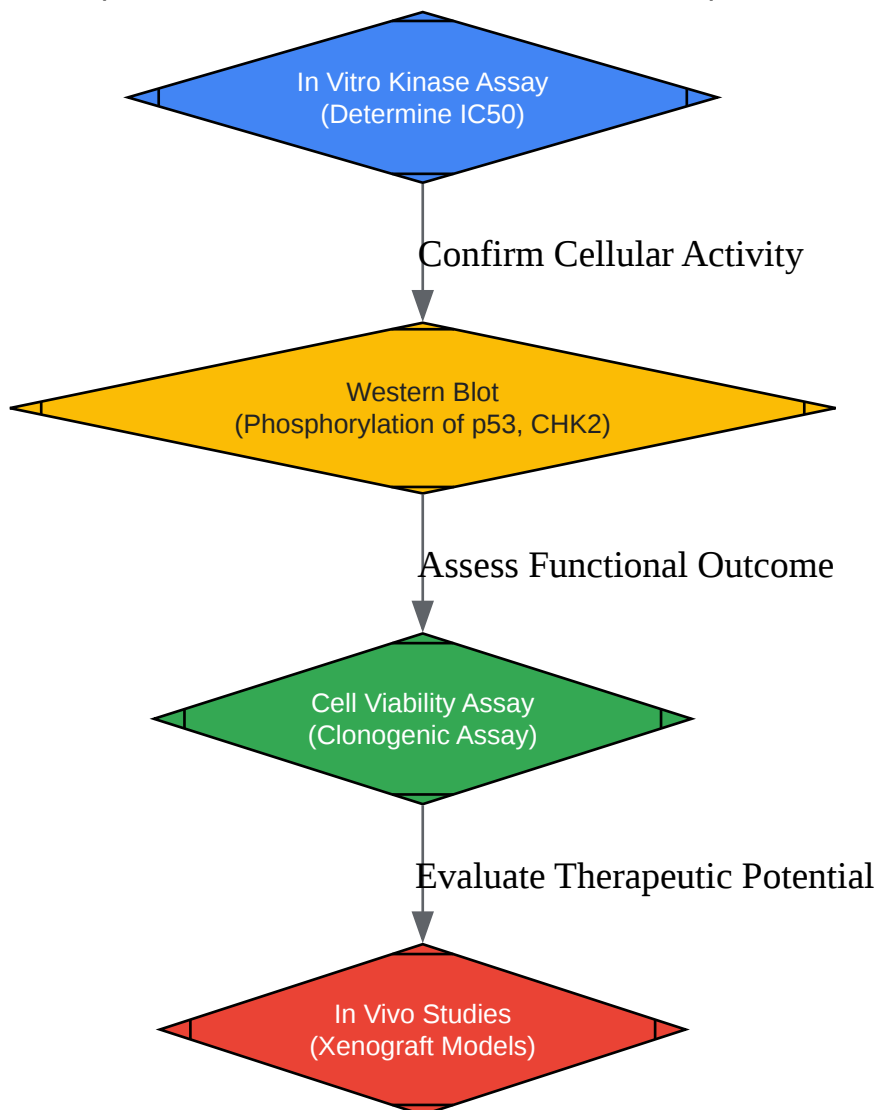 In Vitro Kinase Assay
(Determine IC50)
Confirm Cellular Activity
Western Blot
(Phosphorylation of p53, CHK2)
Assess Functional Outcome
Cell Viability Assay
(Clonogenic Assay)
Evaluate Therapeutic Potential
In Vivo Studies
(Xenograft Models)